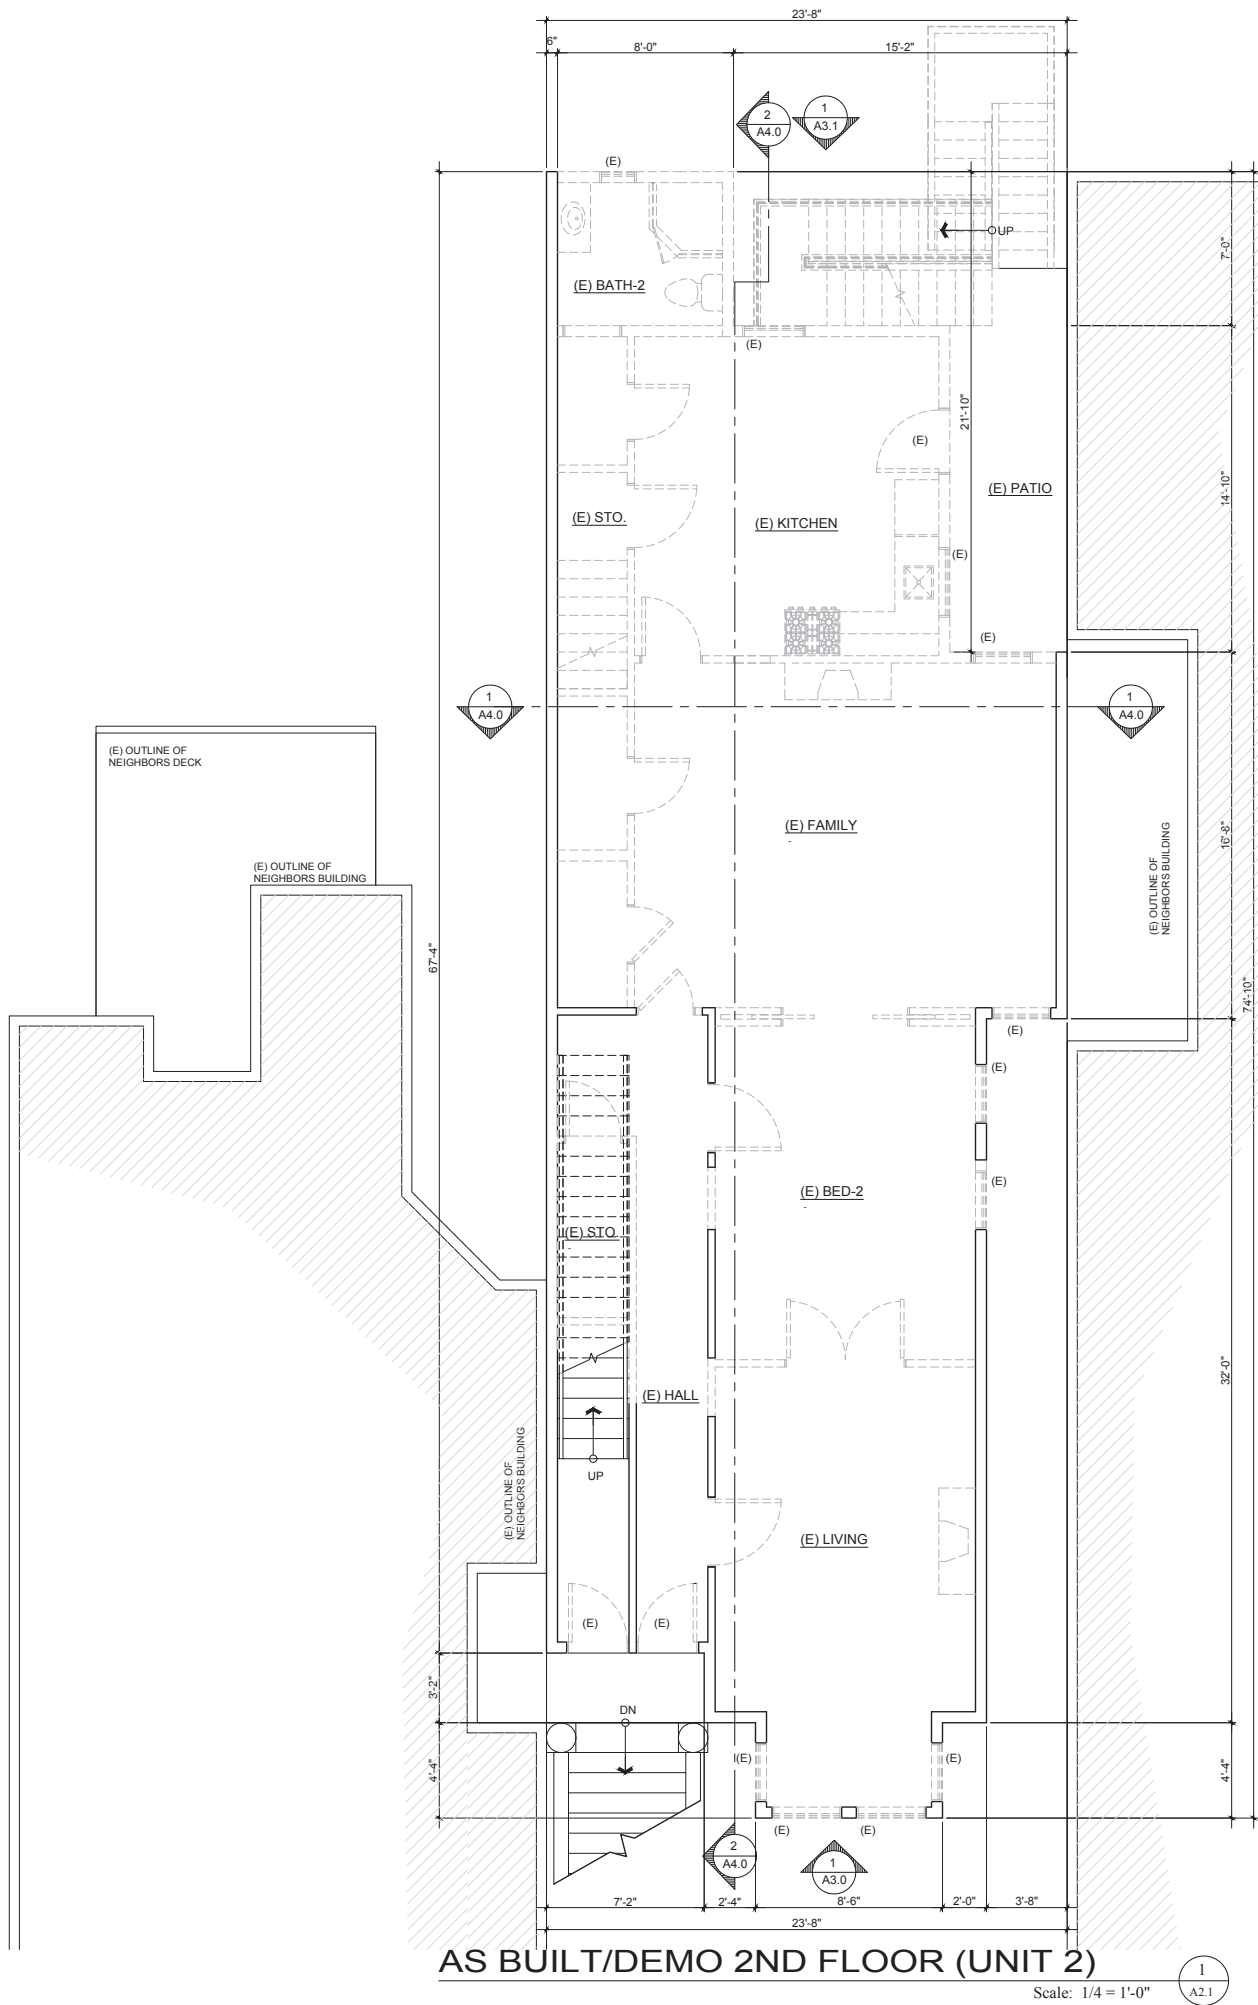 23'-8"
6"
8'-0"
15'-2"
2
A4.0
1
A3.1
(E)
UP
7'-0"
(E) BATH-2
(E)
21'-10"
(E)
14'-10"
(E) STO.
(E) KITCHEN
(E) PATIO
(E)
(E)
1
A4.0
1
A4.0
(E) OUTLINE OF
NEIGHBORS DECK
(E) FAMILY
16'-8"
(E) OUTLINE OF
NEIGHBORS BUILDING
(E) OUTLINE OF
NEIGHBORS BUILDING
67'-4"
74'-10"
(E)
(E)
(E)
(E) BED-2
(E) STO.
32'-0"
(E) HALL
UP
(E) OUTLINE OF
NEIGHBORS BUILDING
(E) LIVING
(E)
(E)
3'-2"
DN
4'-4"
(E)
(E)
4'-4"
(E)
(E)
2
A4.0
1
A3.0
7'-2"
2'-4"
8'-6"
2'-0"
3'-8"
23'-8"
AS BUILT/DEMO 2ND FLOOR (UNIT 2)
Scale: 1/4 = 1'-0"
1
A2.1